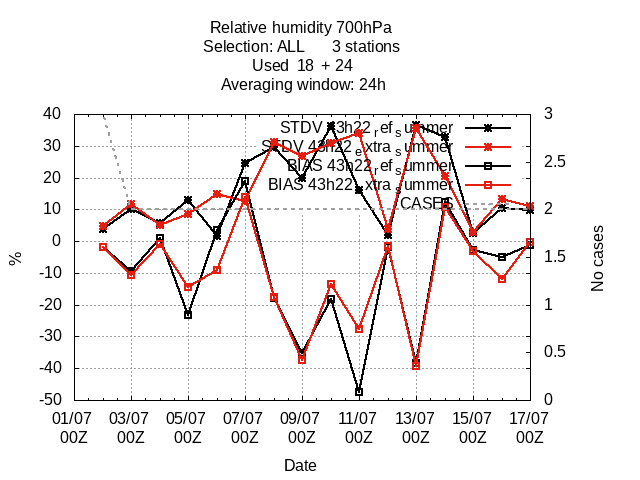 Relative humidity 700hPa
Selection: ALL 3 stations
Used 18 + 24
Averaging window: 24h
STDV 43h22_ref_summer
STDV 43h22_extra_summer
BIAS 43h22_ref_summer
BIAS 43h22_extra_summer
CASES
40
30
20
10
0
-10
-20
-30
-40
-50
%
3
2.5
2
1.5
1
0.5
0
No cases
01/07 03/07 05/07 07/07 09/07 11/07 13/07 15/07 17/07
00Z 00Z 00Z 00Z 00Z 00Z 00Z 00Z 00Z
Date